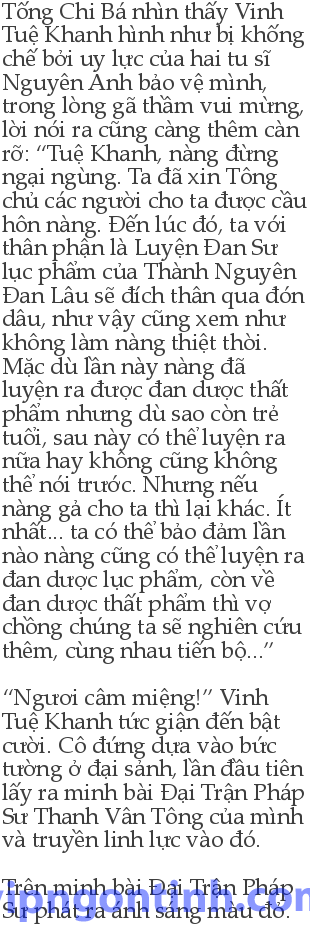 Tống Chi Bá nhìn thấy Vinh
Tuệ Khanh hình như bị khống
chế bởi uy lực của hai tu sĩ
Nguyên Anh bảo vệ mình,
trong lòng gã thầm vui mừng,
lời nói ra cũng càng thêm càn
rỡ: “Tuệ Khanh, nàng đừng
ngại ngùng. Ta đã xin Tông
chủ các người cho ta được cầu
hôn nàng. Đến lúc đó, ta với
thân phận là Luyện Đan Sư
lục phẩm của Thành Nguyên
Đan Lâu sẽ đích thân qua đón
dâu, như vậy cũng xem như
không làm nàng thiệt thòi.
Mặc dù lần này nàng đã
luyện ra được đan dược thất
phẩm nhưng dù sao còn trẻ
tuổi, sau này có thể luyện ra
nữa hay không cũng không
thể nói trước. Nhưng nếu
nàng gả cho ta thì lại khác. Ít
nhất... ta có thể bảo đảm lần
nào nàng cũng có thể luyện ra
đan dược lục phẩm, còn về
đan dược thất phẩm thì vợ
chồng chúng ta sẽ nghiên cứu
thêm, cùng nhau tiến bộ...”
“Ngươi câm miệng!” Vinh
Tuệ Khanh tức giận đến bật
cười. Cô đứng dựa vào bức
tường ở đại sảnh, lần đầu tiên
lấy ra minh bài Đại Trận Pháp
Sư Thanh Vân Tông của mình
và truyền linh lực vào đó.
Trên minh bài Đại Trận Pháp
Sư phát ra ánh sáng màu đỏ.
vipngontinh.com